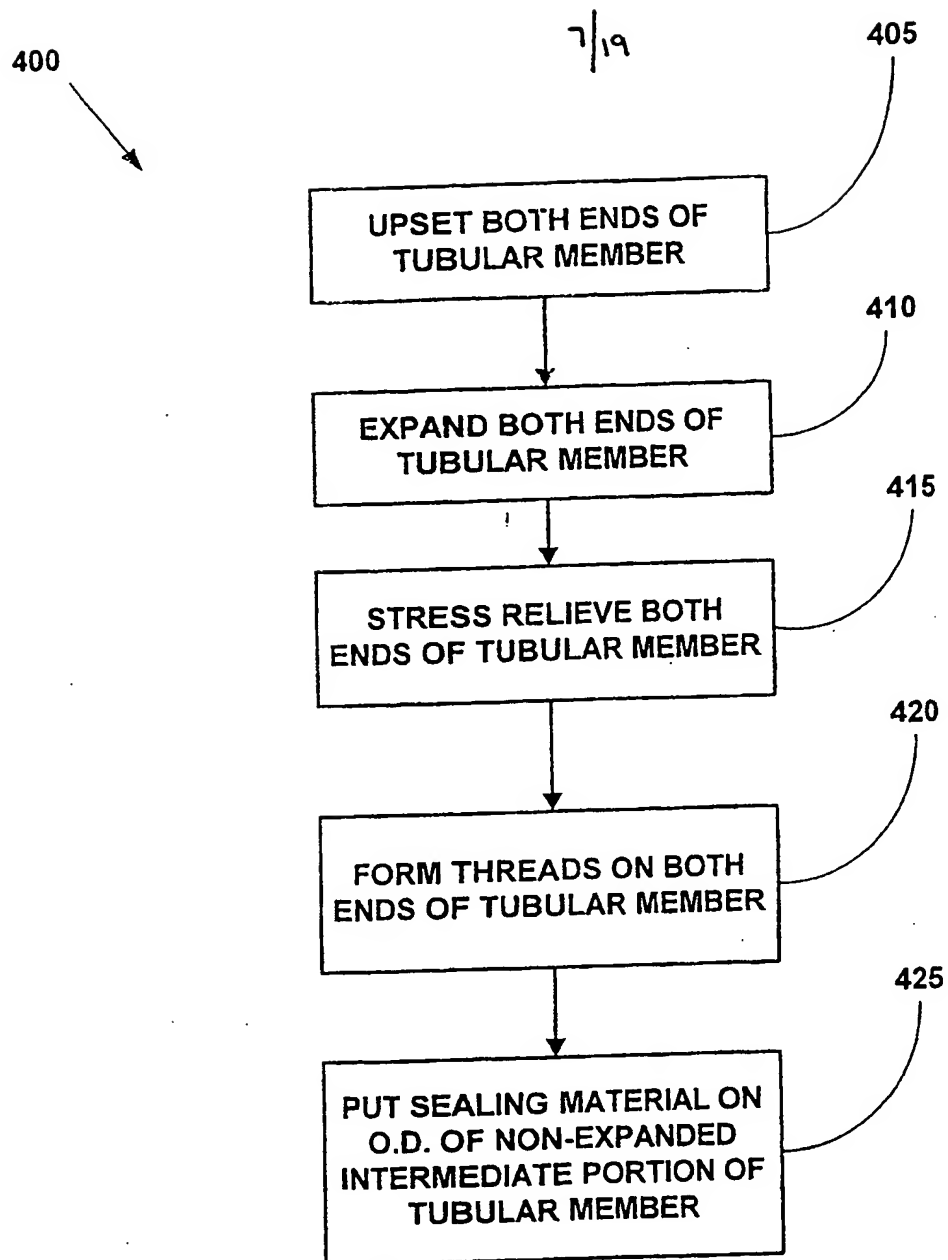 7/19
400
405
UPSET BOTH ENDS OF
TUBULAR MEMBER
410
EXPAND BOTH ENDS OF
TUBULAR MEMBER
415
STRESS RELIEVE BOTH
ENDS OF TUBULAR MEMBER
420
FORM THREADS ON BOTH
ENDS OF TUBULAR MEMBER
425
PUT SEALING MATERIAL ON
O.D. OF NON-EXPANDED
INTERMEDIATE PORTION OF
TUBULAR MEMBER